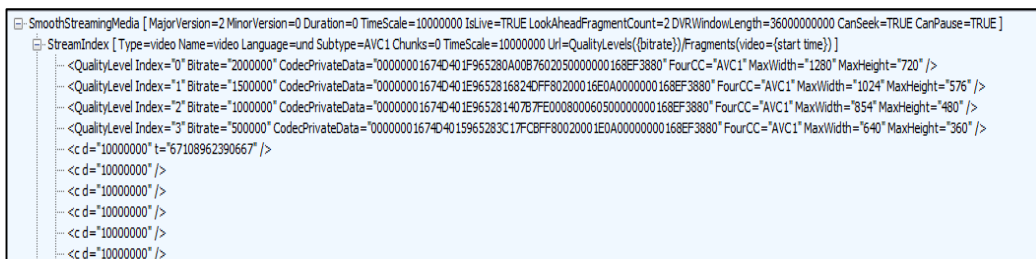 SmoothStreamingMedia [ MajorVersion=2 MinorVersion=0 Duration=0 TimeScale=10000000 IsLive=TRUE LookAheadFragmentCount=2 DVRWindowLength=36000000000 CanSeek=TRUE CanPause=TRUE ]
StreamIndex [ Type=video Name=video Language=und Subtype=AVC1 Chunks=0 TimeScale=10000000 Url=QualityLevels({bitrate})/Fragments(video={start time}) ]
<QualityLevel Index="0" Bitrate="2000000" CodecPrivateData="00000001674D401F965280A00B7602050000000168EF3880" FourCC="AVC1" MaxWidth="1280" MaxHeight="720" />
<QualityLevel Index="1" Bitrate="1500000" CodecPrivateData="00000001674D401E9652816824DFF80200016E0A0000000168EF3880" FourCC="AVC1" MaxWidth="1024" MaxHeight="576" />
<QualityLevel Index="2" Bitrate="1000000" CodecPrivateData="00000001674D401E965281407B7FE0008000606500000000168EF3880" FourCC="AVC1" MaxWidth="854" MaxHeight="480" />
<QualityLevel Index="3" Bitrate="500000" CodecPrivateData="00000001674D4015965283C17FCBFF80020001E0A00000000168EF3880" FourCC="AVC1" MaxWidth="640" MaxHeight="360" />
<c d="10000000" t="67108962390667" />
<c d="10000000" />
<c d="10000000" />
<c d="10000000" />
<c d="10000000" />
<c d="10000000" />